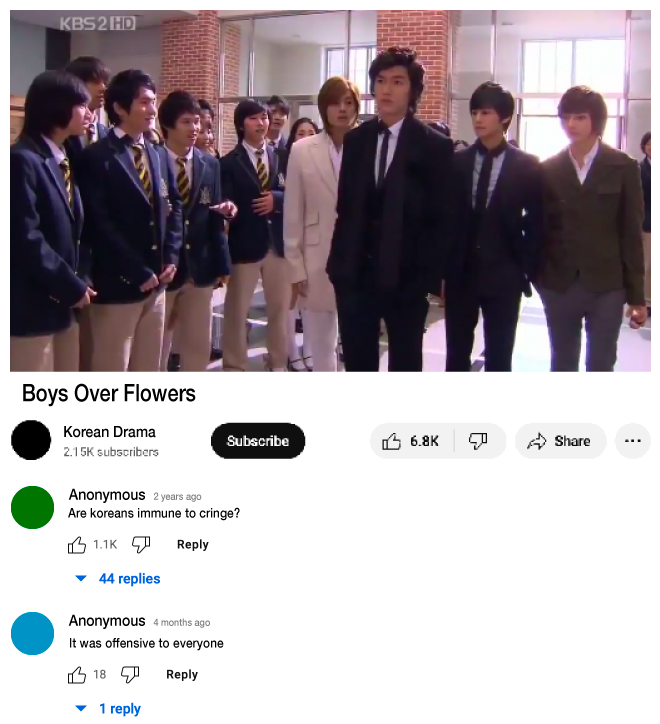 KBS2 HD
Boys Over Flowers
Korean Drama
2.15K subscribers
Subscribe
6.8K
Share
Anonymous 2 years ago
Are koreans immune to cringe?
1.1K
Reply
44 replies
Anonymous 4 months ago
It was offensive to everyone
18
Reply
1 reply